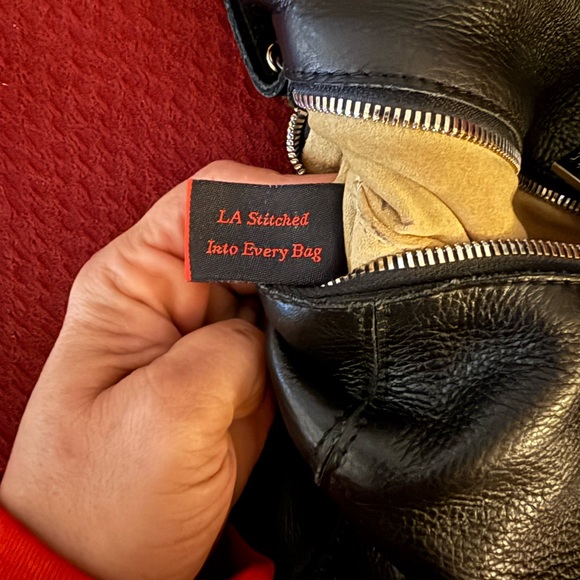 LA Stitched
Into Every Bag